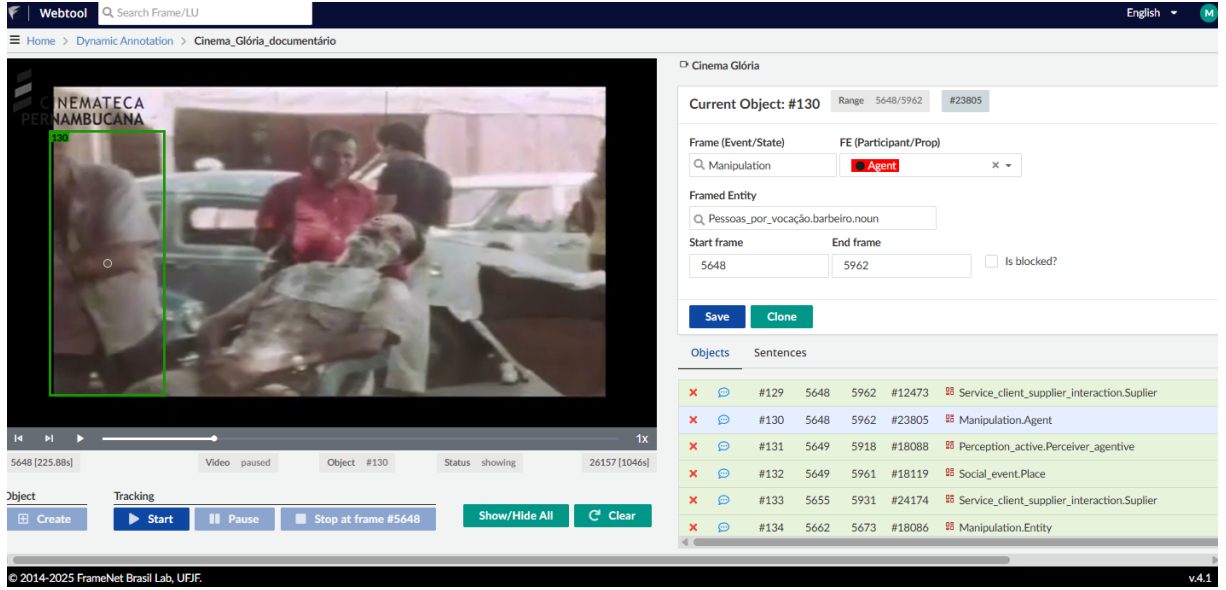 Webtool Search Frame/LU English M
Home > Dynamic Annotation > Cinema_Glória_documentário
CINEMATECA
PERNAMBUCANA
130
1x
5648 [225.88s] Video paused Object #130 Status showing 26157 [1046s]
Object Tracking
Create Start Pause Stop at frame #5648 Show/Hide All Clear
Cinema Glória
Current Object: #130 Range 5648/5962 #23805
Frame (Event/State) FE (Participant/Prop)
Manipulation Agent
Framed Entity
Pessoas_por_vocação.barbeiro.noun
Start frame End frame
5648 5962 Is blocked?
Save Clone
Objects Sentences
#129 5648 5962 #12473 Service_client_supplier_interaction.Suplier
#130 5648 5962 #23805 Manipulation.Agent
#131 5649 5918 #18088 Perception_active.Perceiver_agentive
#132 5649 5961 #18119 Social_event.Place
#133 5655 5931 #24174 Service_client_supplier_interaction.Suplier
#134 5662 5673 #18086 Manipulation.Entity
© 2014-2025 FrameNet Brasil Lab, UFJF. v.4.1